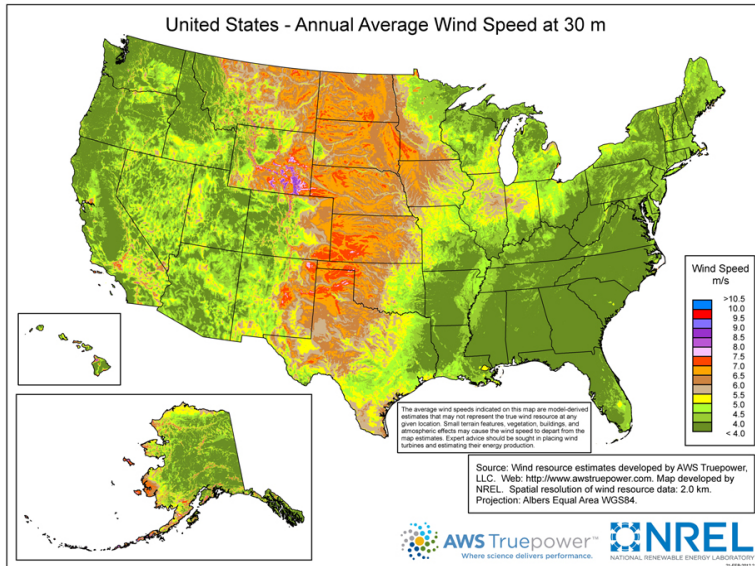 United States - Annual Average Wind Speed at 30 m
Wind Speed
m/s
>10.5
10.0
9.5
9.0
8.5
8.0
7.5
7.0
6.5
6.0
5.5
5.0
4.5
4.0
< 4.0
The average wind speeds indicated on this map are model-derived
estimates that may not represent the true wind resource at any
given location. Small terrain features, vegetation, buildings, and
atmospheric effects may cause the wind speed to depart from the
map estimates. Expert advice should be sought in placing wind
turbines and estimating their energy production.
Source: Wind resource estimates developed by AWS Truepower,
LLC. Web: http://www.awstruepower.com. Map developed by
NREL. Spatial resolution of wind resource data: 2.0 km.
Projection: Albers Equal Area WGS84.
AWS Truepower™
Where science delivers performance.
NREL
NATIONAL RENEWABLE ENERGY LABORATORY